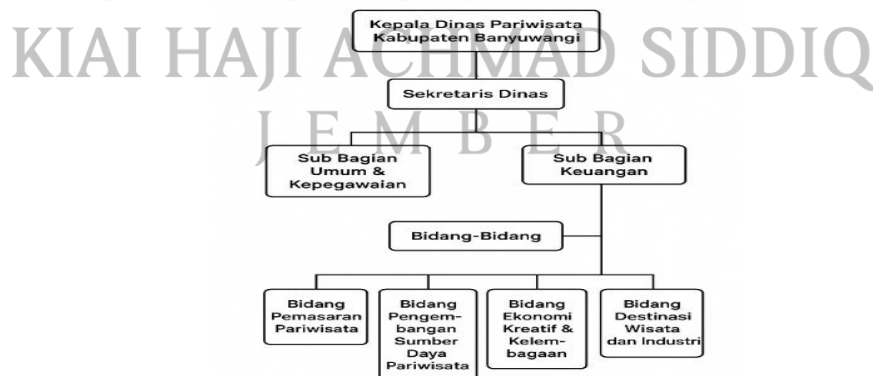 Kepala Dinas Pariwisata
Kabupaten Banyuwangi
KIAI HAJI ACHMAD SIDDIQ
Sekretaris Dinas
JEMBER
Sub Bagian
Umum &
Kepegawaian
Sub Bagian
Keuangan
Bidang-Bidang
Bidang
Pemasaran
Pariwisata
Bidang
Pengem-
bangan
Sumber
Daya
Pariwisata
Bidang
Ekonomi
Kreatif &
Kelem-
bagaan
Bidang
Destinasi
Wisata
dan Industri